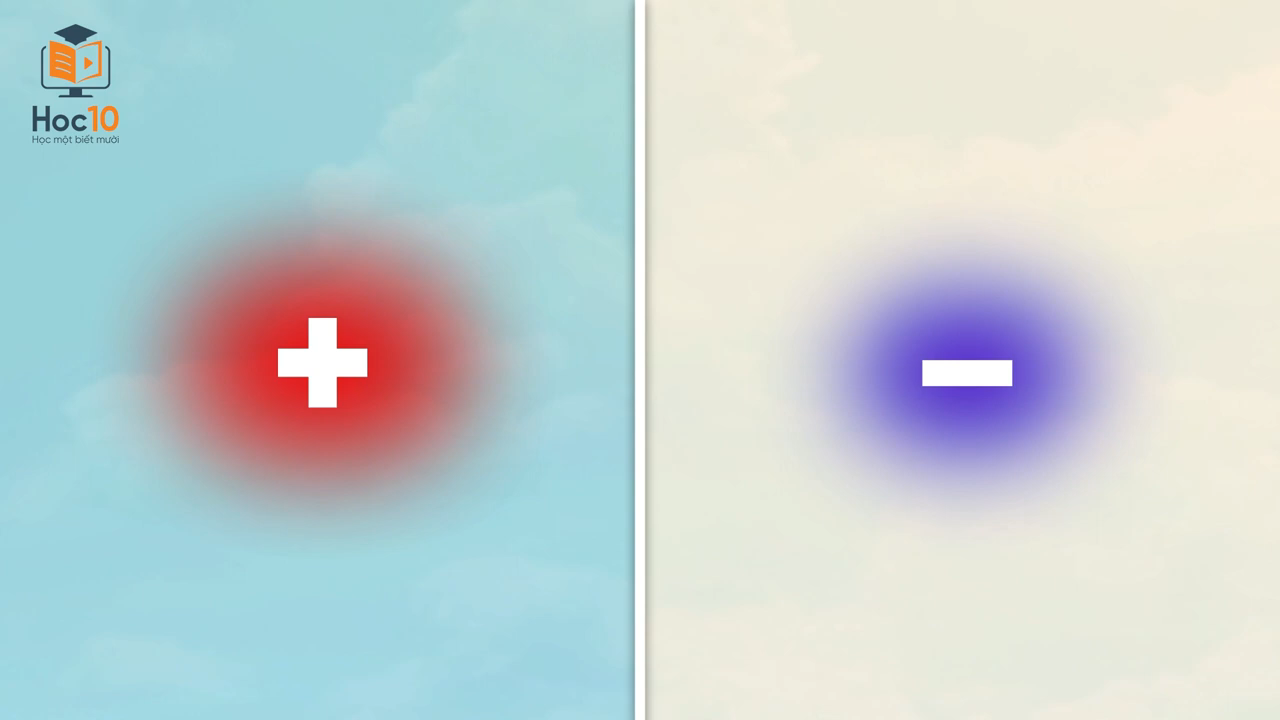 Hoc10
Học một biết mười
+
-